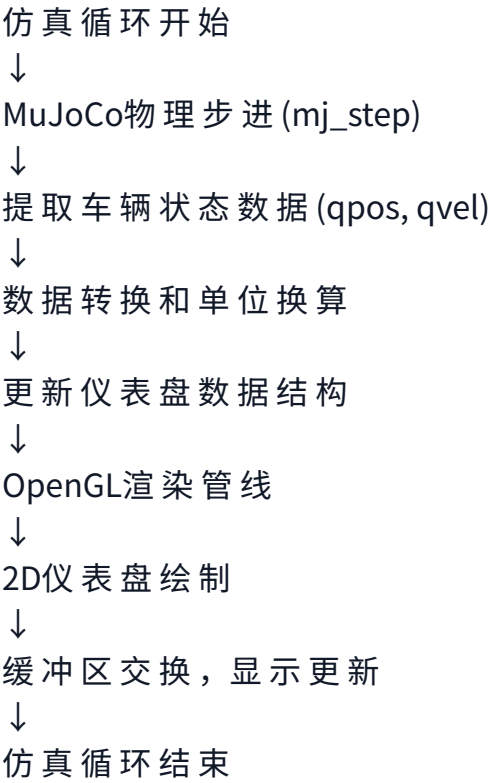 仿真循环开始
↓
MuJoCo物理步进 (mj_step)
↓
提取车辆状态数据 (qpos, qvel)
↓
数据转换和单位换算
↓
更新仪表盘数据结构
↓
OpenGL渲染管线
↓
2D仪表盘绘制
↓
缓冲区交换，显示更新
↓
仿真循环结束